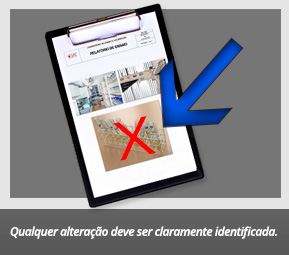 RELATÓRIO DE ENSAIO
X
Qualquer alteração deve ser claramente identificada.